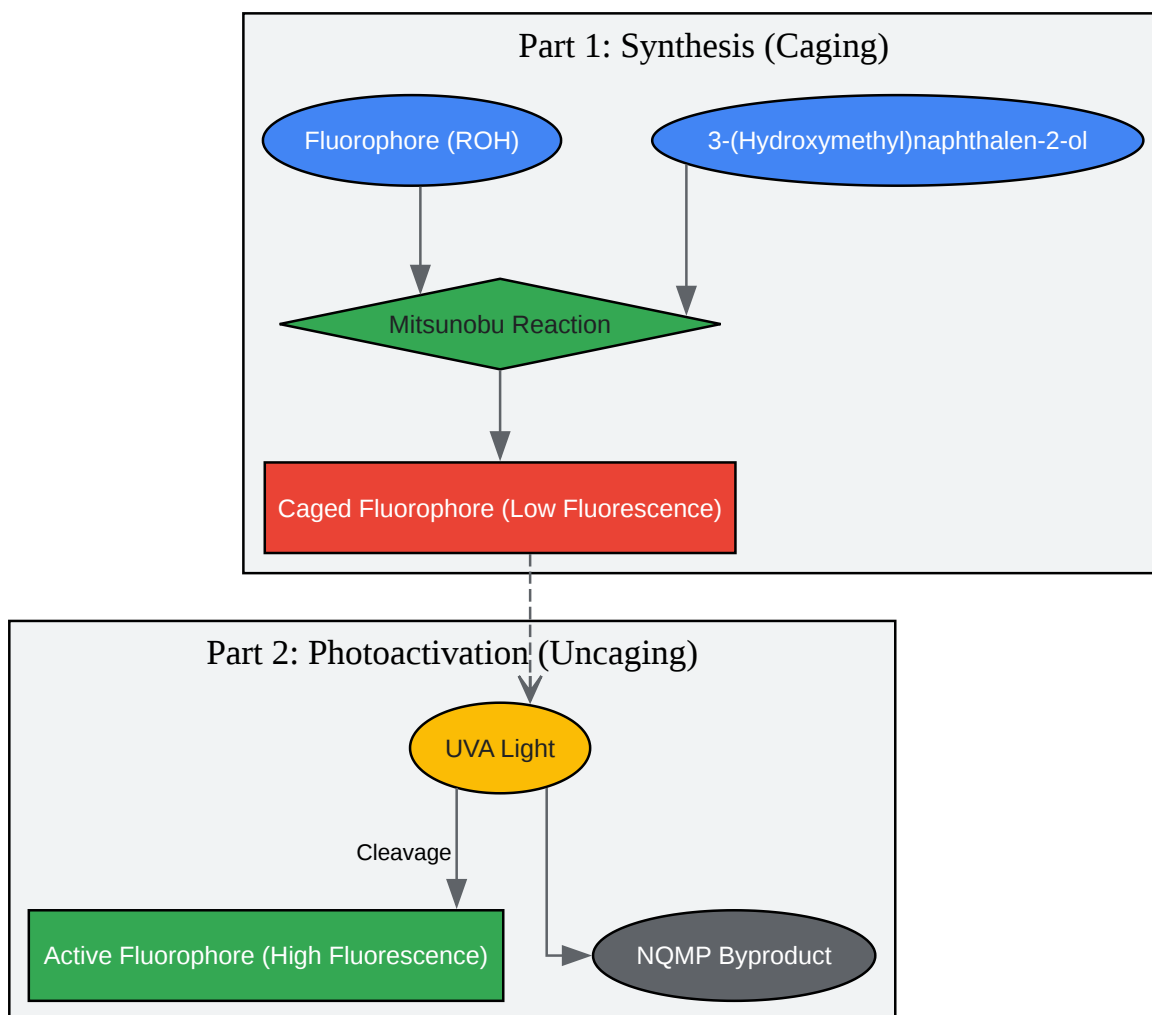 Part 1: Synthesis (Caging)
Fluorophore (ROH)
3-(Hydroxymethyl)naphthalen-2-ol
Mitsunobu Reaction
Caged Fluorophore (Low Fluorescence)
Part 2: Photoactivation (Uncaging)
UVA Light
Cleavage
Active Fluorophore (High Fluorescence)
NQMP Byproduct